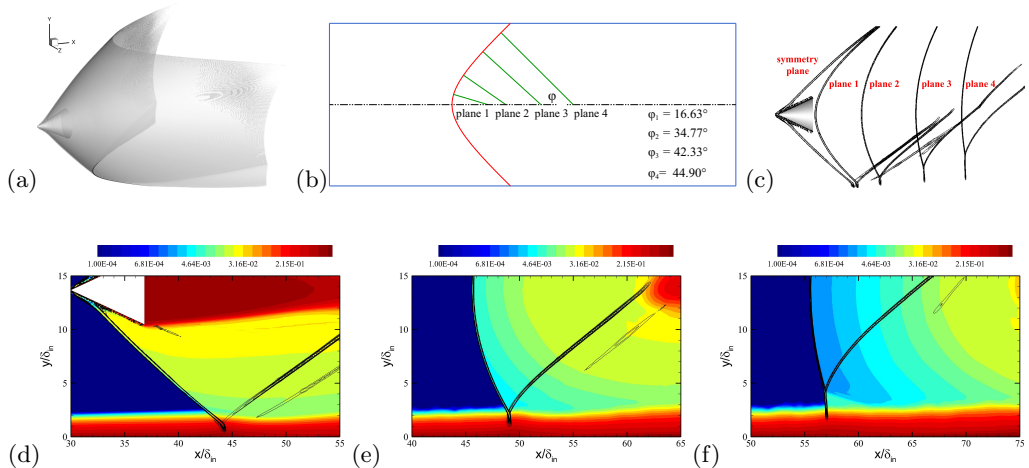 Y
X
Z
(a)
φ
plane 1 plane 2 plane 3 plane 4
φ₁ = 16.63°
φ₂ = 34.77°
φ₃ = 42.33°
φ₄= 44.90°
(b)
symmetry
plane
plane 1 plane 2 plane 3 plane 4
(c)
1.00E-04 6.81E-04 4.64E-03 3.16E-02 2.15E-01
y/δin
15
10
5
0
30 35 40 45 50 55
x/δin
(d)
1.00E-04 6.81E-04 4.64E-03 3.16E-02 2.15E-01
y/δin
15
10
5
0
40 45 50 55 60 65
x/δin
(e)
1.00E-04 6.81E-04 4.64E-03 3.16E-02 2.15E-01
y/δin
15
10
5
0
50 55 60 65 70 75
x/δin
(f)